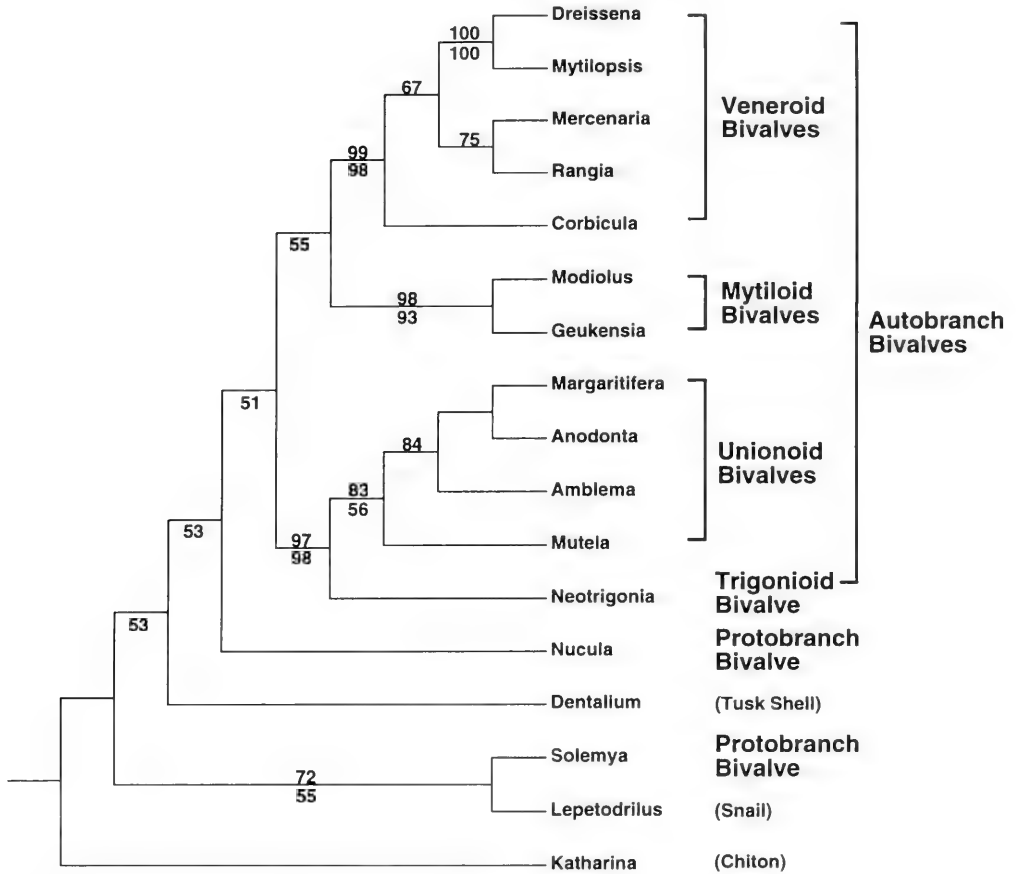 Dreissena
100
100
Mytilopsis
67
Mercenaria
75
Rangia
Veneroid
Bivalves
99
98
Corbicula
55
Modiolus
98
93
Geukensia
Mytiloid
Bivalves
Autobranch
Bivalves
51
Margaritifera
Anodonta
84
Amblema
Unionoid
Bivalves
83
56
Mutela
97
98
Neotrigonia
Trigonioid
Bivalve
53
Nucula
Protobranch
Bivalve
53
Dentalium
(Tusk Shell)
Solemya
Protobranch
Bivalve
72
55
Lepetodrilus
(Snail)
Katharina
(Chiton)